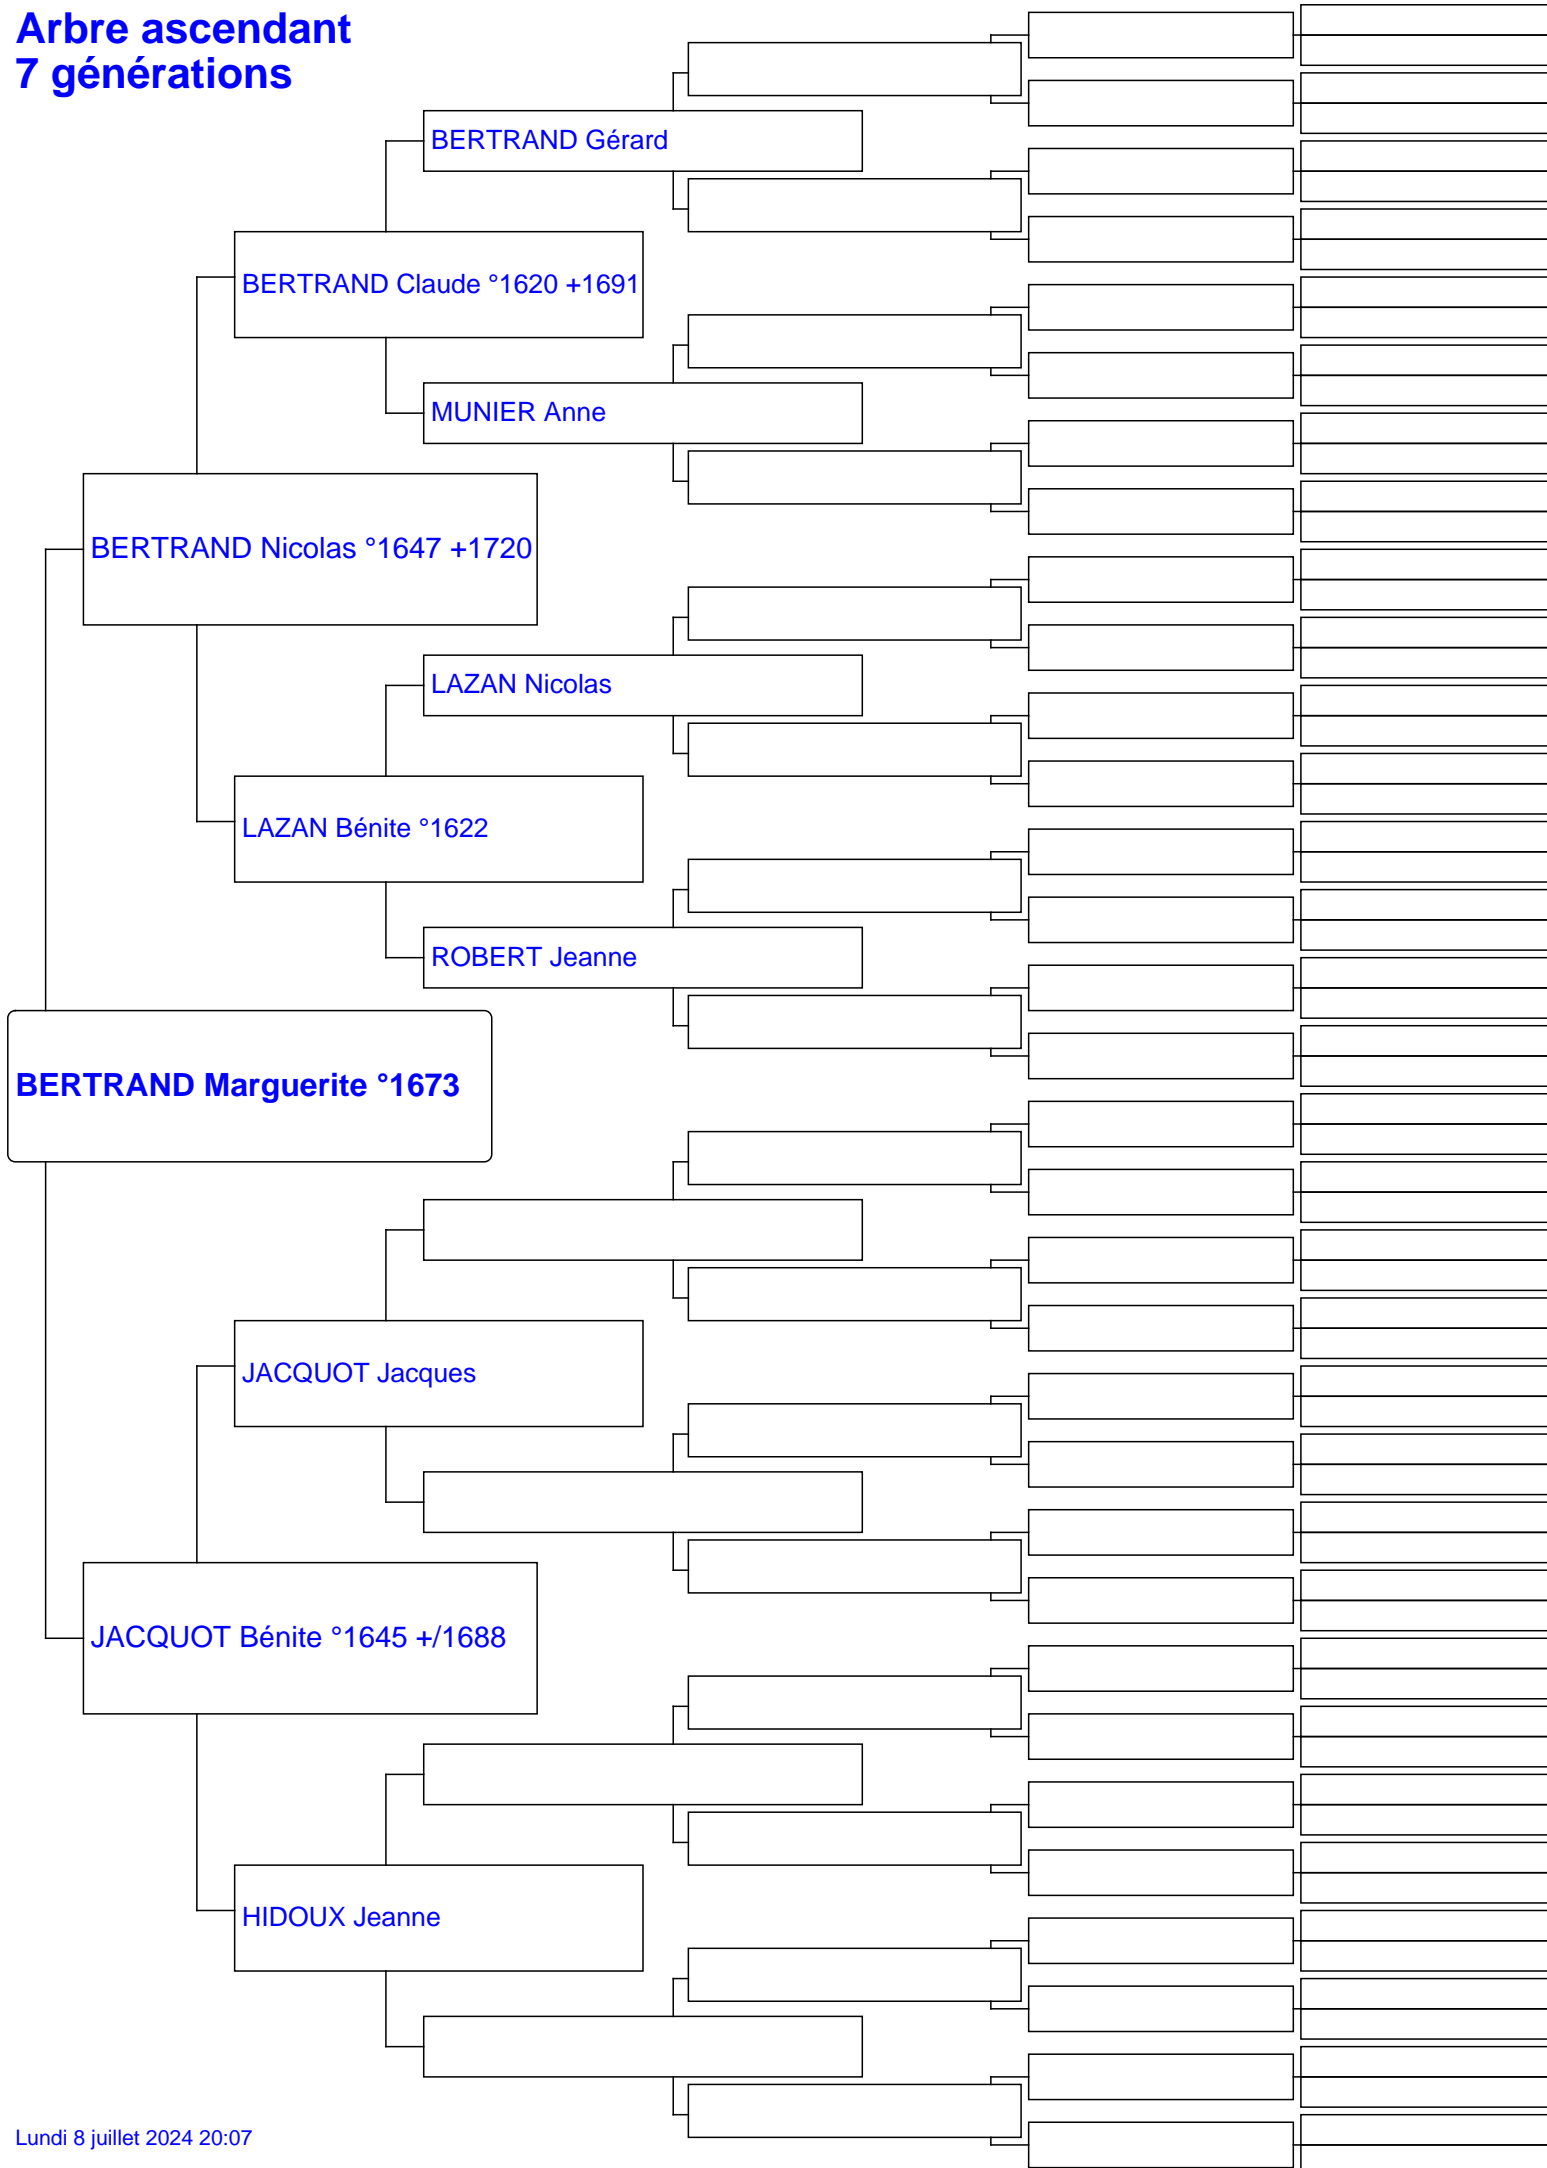 Arbre ascendant
7 générations
BERTRAND Gérard
BERTRAND Claude °1620 +1691
MUNIER Anne
BERTRAND Nicolas °1647 +1720
LAZAN Nicolas
LAZAN Bénite °1622
ROBERT Jeanne
BERTRAND Marguerite °1673
JACQUOT Jacques
JACQUOT Bénite °1645 +/1688
HIDOUX Jeanne
Lundi 8 juillet 2024 20:07